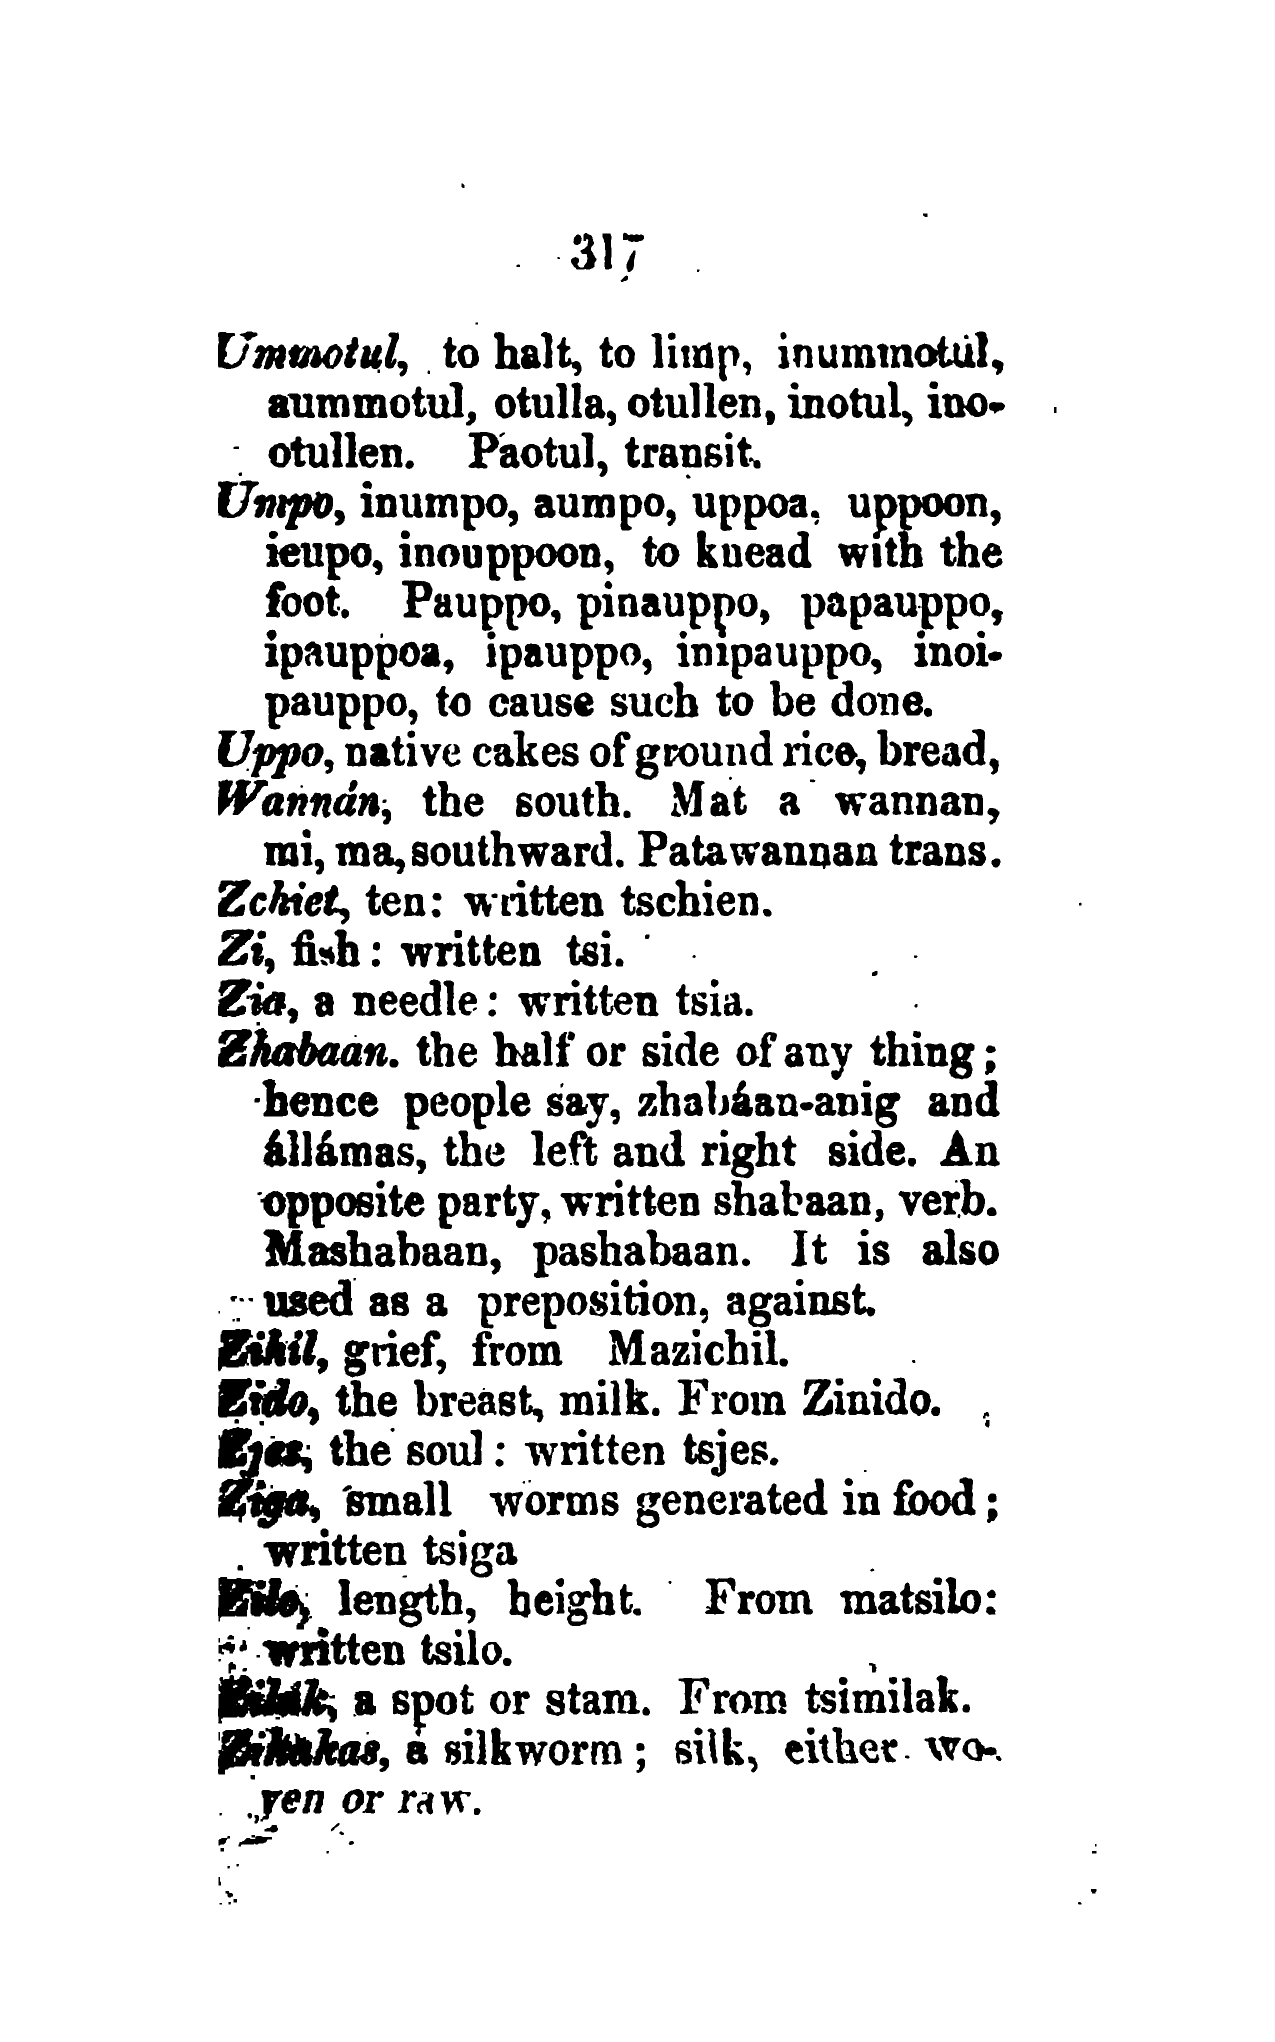 317
Ummotul, to halt, to limp, inummotul,
aummotul, otulla, otullen, inotul, ino-
otullen. Paotul, transit.
Umpo, inumpo, aumpo, uppoa, uppoon,
ieupo, inouppoon, to knead with the
foot. Pauppo, pinauppo, papauppo,
ipauppoa, ipauppo, inipauppo, inoi-
pauppo, to cause such to be done.
Uppo, native cakes of ground rice, bread,
Wannán, the south. Mat a wannan,
mi, ma, southward. Patawannan trans.
Zchiet, ten: written tschien.
Zi, fish: written tsi.
Zia, a needle: written tsia.
Zhabaan. the half or side of any thing;
hence people say, zhabáan-anig and
állámas, the left and right side. An
opposite party, written shabaan, verb.
Mashabaan, pashabaan. It is also
used as a preposition, against.
Zihil, grief, from Mazichil.
Zido, the breast, milk. From Zinido.
Zjes, the soul: written tsjes.
Ziga, small worms generated in food;
written tsiga
Zilo, length, height. From matsilo:
written tsilo.
a spot or stam. From tsimilak.
a silkworm; silk, either wo-
ven or raw.